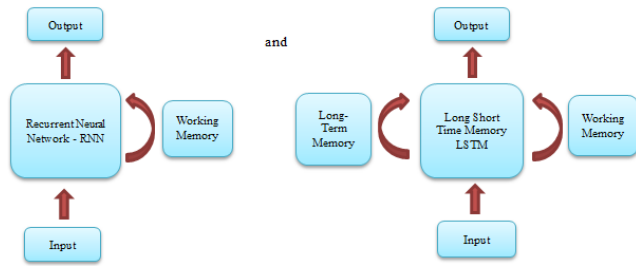 Output
Recurrent Neural
Network - RNN
Working
Memory
Input
and
Output
Long-
Term
Memory
Long Short
Time Memory
LSTM
Working
Memory
Input